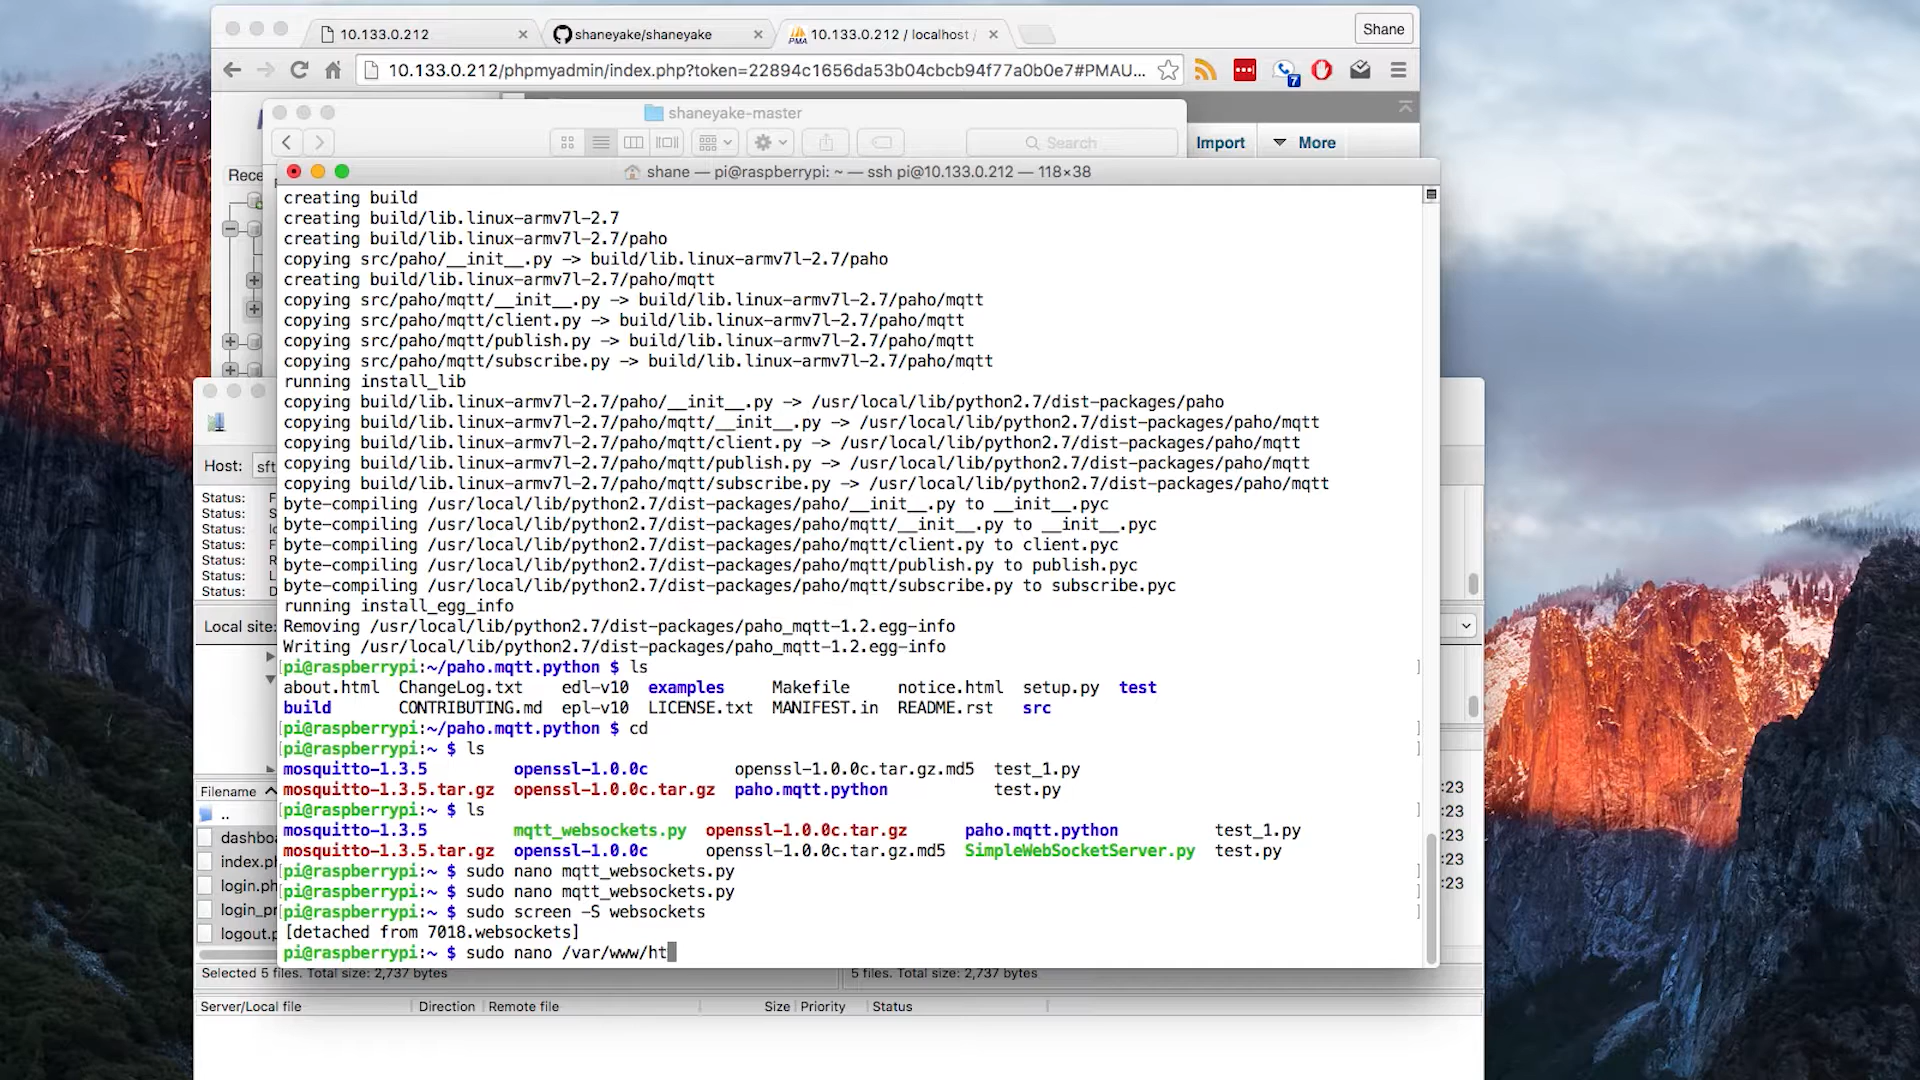 10.133.0.212
shaneyake/shaneyake
10.133.0.212 / localhost /
Shane
10.133.0.212/phpmyadmin/index.php?token=22894c1656da53b04cbcb94f77a0b0e7#PMAU...
7
shaneyake-master
Search
Import
More
Rece
shane — pi@raspberrypi: ~ — ssh pi@10.133.0.212 — 118×38
creating build
creating build/lib.linux-armv7l-2.7
creating build/lib.linux-armv7l-2.7/paho
copying src/paho/__init__.py -> build/lib.linux-armv7l-2.7/paho
creating build/lib.linux-armv7l-2.7/paho/mqtt
copying src/paho/mqtt/__init__.py -> build/lib.linux-armv7l-2.7/paho/mqtt
copying src/paho/mqtt/client.py -> build/lib.linux-armv7l-2.7/paho/mqtt
copying src/paho/mqtt/publish.py -> build/lib.linux-armv7l-2.7/paho/mqtt
copying src/paho/mqtt/subscribe.py -> build/lib.linux-armv7l-2.7/paho/mqtt
running install_lib
copying build/lib.linux-armv7l-2.7/paho/__init__.py -> /usr/local/lib/python2.7/dist-packages/paho
copying build/lib.linux-armv7l-2.7/paho/mqtt/__init__.py -> /usr/local/lib/python2.7/dist-packages/paho/mqtt
copying build/lib.linux-armv7l-2.7/paho/mqtt/client.py -> /usr/local/lib/python2.7/dist-packages/paho/mqtt
copying build/lib.linux-armv7l-2.7/paho/mqtt/publish.py -> /usr/local/lib/python2.7/dist-packages/paho/mqtt
copying build/lib.linux-armv7l-2.7/paho/mqtt/subscribe.py -> /usr/local/lib/python2.7/dist-packages/paho/mqtt
byte-compiling /usr/local/lib/python2.7/dist-packages/paho/__init__.py to __init__.pyc
byte-compiling /usr/local/lib/python2.7/dist-packages/paho/mqtt/__init__.py to __init__.pyc
byte-compiling /usr/local/lib/python2.7/dist-packages/paho/mqtt/client.py to client.pyc
byte-compiling /usr/local/lib/python2.7/dist-packages/paho/mqtt/publish.py to publish.pyc
byte-compiling /usr/local/lib/python2.7/dist-packages/paho/mqtt/subscribe.py to subscribe.pyc
running install_egg_info
Removing /usr/local/lib/python2.7/dist-packages/paho_mqtt-1.2.egg-info
Writing /usr/local/lib/python2.7/dist-packages/paho_mqtt-1.2.egg-info
[pi@raspberrypi:~/paho.mqtt.python $ ls ]
about.html ChangeLog.txt edl-v10 examples Makefile notice.html setup.py test
build CONTRIBUTING.md epl-v10 LICENSE.txt MANIFEST.in README.rst src
[pi@raspberrypi:~/paho.mqtt.python $ cd ]
[pi@raspberrypi:~ $ ls ]
mosquitto-1.3.5 openssl-1.0.0c openssl-1.0.0c.tar.gz.md5 test_1.py
mosquitto-1.3.5.tar.gz openssl-1.0.0c.tar.gz paho.mqtt.python test.py
[pi@raspberrypi:~ $ ls ]
mosquitto-1.3.5 mqtt_websockets.py openssl-1.0.0c.tar.gz paho.mqtt.python test_1.py
mosquitto-1.3.5.tar.gz openssl-1.0.0c openssl-1.0.0c.tar.gz.md5 SimpleWebSocketServer.py test.py
[pi@raspberrypi:~ $ sudo nano mqtt_websockets.py ]
[pi@raspberrypi:~ $ sudo nano mqtt_websockets.py ]
[pi@raspberrypi:~ $ sudo screen -S websockets ]
[detached from 7018.websockets]
pi@raspberrypi:~ $ sudo nano /var/www/ht
Host: sft
Status: F
Status: S
Status: lo
Status: F
Status: R
Status: L
Status: D
Local site:
Filename
..
dashboa
index.ph
login.ph
login_pr
logout.p
:23
:23
:23
:23
:23
Selected 5 files. Total size: 2,737 bytes
5 files. Total size: 2,737 bytes
Server/Local file Direction Remote file Size Priority Status